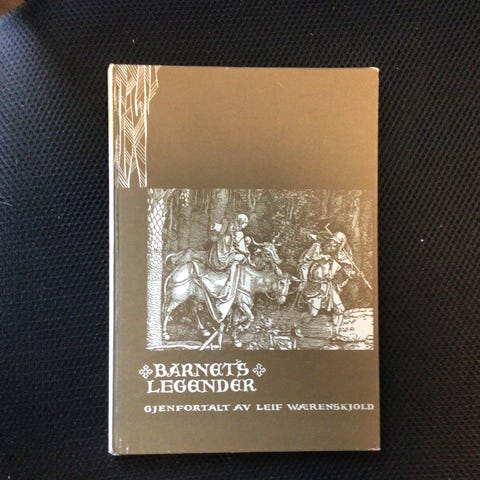 BARNETS
LEGENDER
GJENFORTALT AV LEIF WÆRENSKJOLD